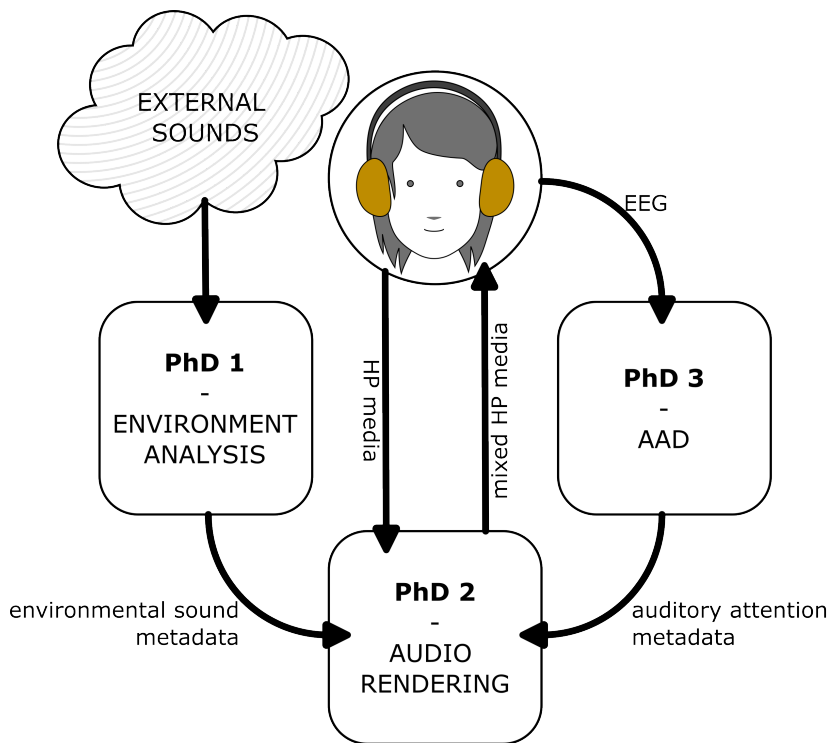 EXTERNAL
SOUNDS
EEG
PhD 1
-
ENVIRONMENT
ANALYSIS
HP media
mixed HP media
PhD 3
-
AAD
environmental sound
metadata
PhD 2
-
AUDIO
RENDERING
auditory attention
metadata